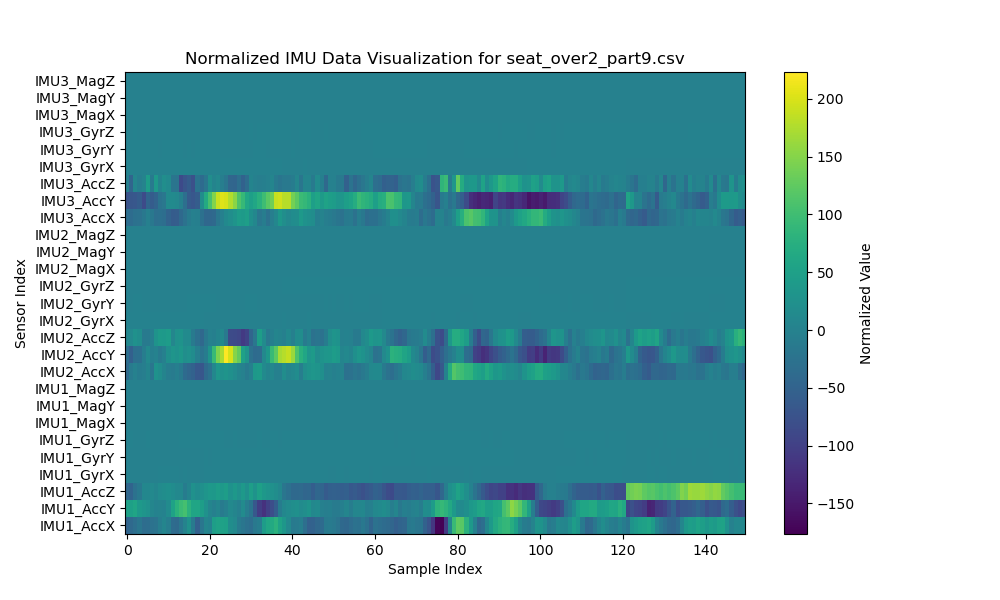 Normalized IMU Data Visualization for seat_over2_part9.csv
IMU3_MagZ
IMU3_MagY
IMU3_MagX
IMU3_GyrZ
IMU3_GyrY
IMU3_GyrX
IMU3_AccZ
IMU3_AccY
IMU3_AccX
IMU2_MagZ
IMU2_MagY
IMU2_MagX
IMU2_GyrZ
IMU2_GyrY
IMU2_GyrX
IMU2_AccZ
IMU2_AccY
IMU2_AccX
IMU1_MagZ
IMU1_MagY
IMU1_MagX
IMU1_GyrZ
IMU1_GyrY
IMU1_GyrX
IMU1_AccZ
IMU1_AccY
IMU1_AccX
Sensor Index
0 20 40 60 80 100 120 140
Sample Index
200
150
100
50
0
−50
−100
−150
Normalized Value